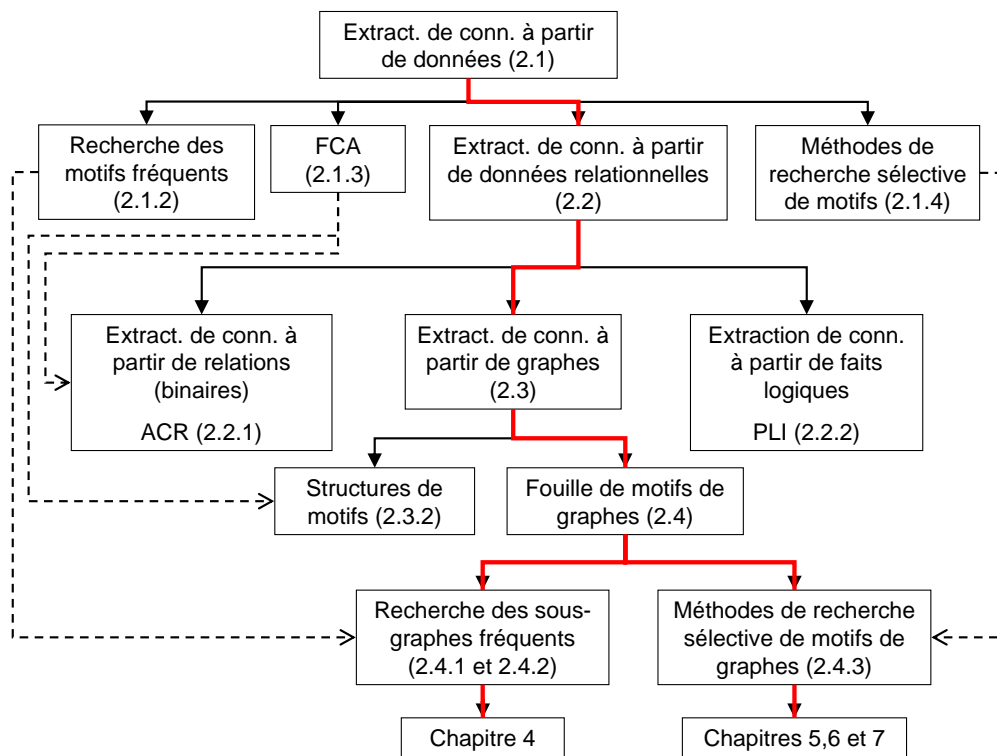 Extract. de conn. à partir
de données (2.1)
Recherche des
motifs fréquents
(2.1.2)
FCA
(2.1.3)
Extract. de conn. à partir
de données relationnelles
(2.2)
Méthodes de
recherche sélective
de motifs (2.1.4)
Extract. de conn. à
partir de relations
(binaires)
ACR (2.2.1)
Extract. de conn. à
partir de graphes
(2.3)
Extraction de conn.
à partir de faits
logiques
PLI (2.2.2)
Structures de
motifs (2.3.2)
Fouille de motifs de
graphes (2.4)
Recherche des sous-
graphes fréquents
(2.4.1 et 2.4.2)
Méthodes de recherche
sélective de motifs de
graphes (2.4.3)
Chapitre 4
Chapitres 5,6 et 7